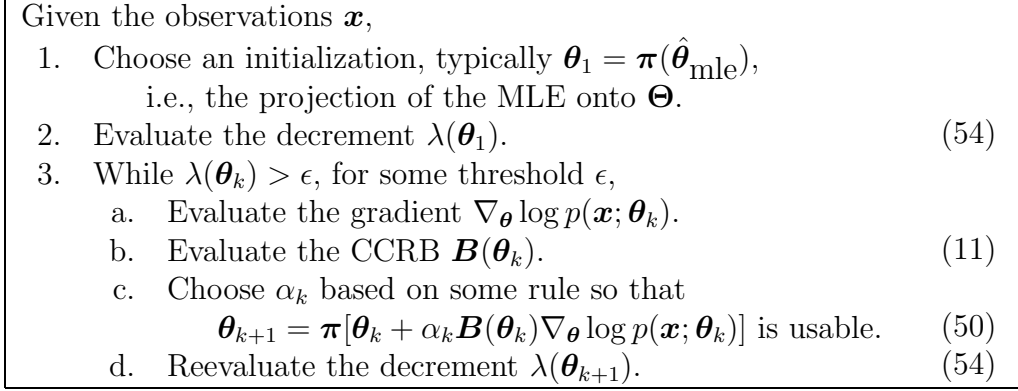 Given the observations 𝒙,
1. Choose an initialization, typically 𝜽₁ = 𝝅(𝜽̂_mle),
i.e., the projection of the MLE onto 𝚯.
2. Evaluate the decrement λ(𝜽₁). (54)
3. While λ(𝜽ₖ) > ϵ, for some threshold ϵ,
a. Evaluate the gradient ∇_𝜽 log p(𝒙; 𝜽ₖ).
b. Evaluate the CCRB 𝑩(𝜽ₖ). (11)
c. Choose αₖ based on some rule so that
𝜽ₖ₊₁ = 𝝅[𝜽ₖ + αₖ𝑩(𝜽ₖ)∇_𝜽 log p(𝒙; 𝜽ₖ)] is usable. (50)
d. Reevaluate the decrement λ(𝜽ₖ₊₁). (54)